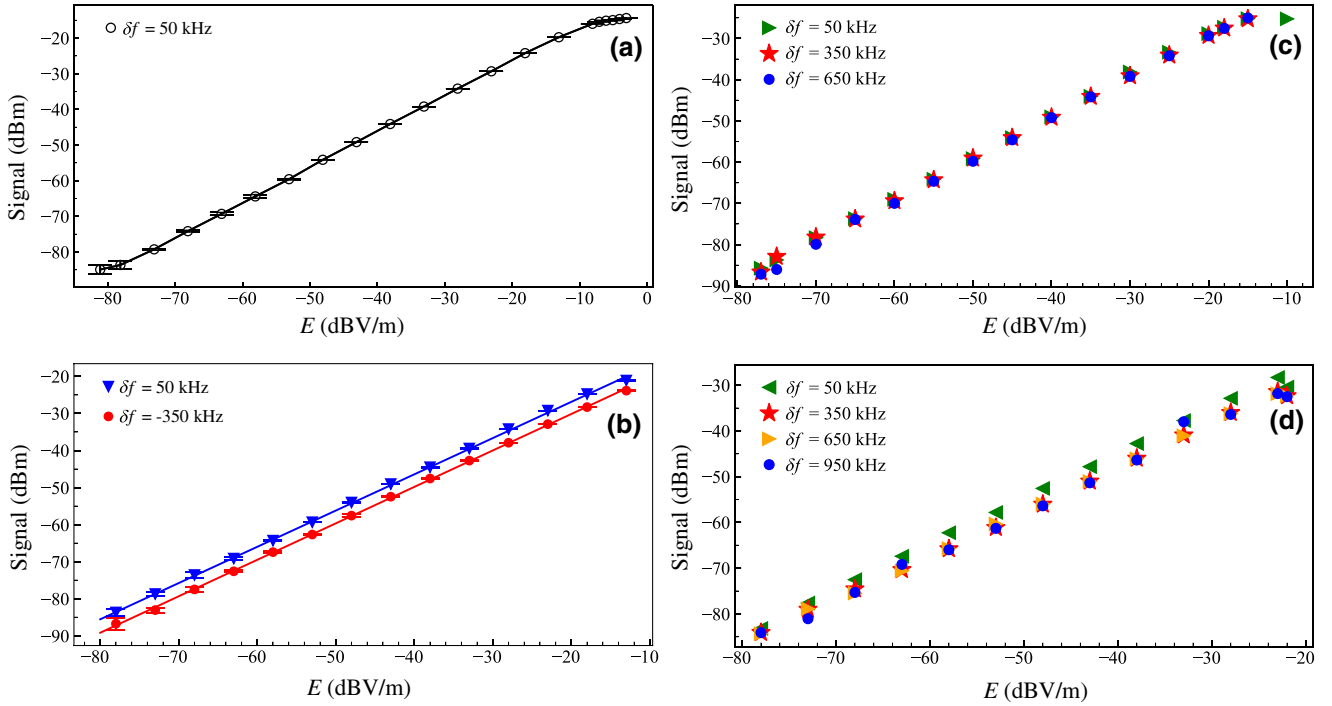 δf = 50 kHz
(a)
−20
−30
−40
−50
−60
−70
−80
Signal (dBm)
−80 −70 −60 −50 −40 −30 −20 −10 0
E (dBV/m)
δf = 50 kHz
δf = 350 kHz
δf = 650 kHz
(c)
−30
−40
−50
−60
−70
−80
−90
Signal (dBm)
−80 −70 −60 −50 −40 −30 −20 −10
E (dBV/m)
δf = 50 kHz
δf = -350 kHz
(b)
−20
−30
−40
−50
−60
−70
−80
−90
Signal (dBm)
−80 −70 −60 −50 −40 −30 −20 −10
E (dBV/m)
δf = 50 kHz
δf = 350 kHz
δf = 650 kHz
δf = 950 kHz
(d)
−30
−40
−50
−60
−70
−80
Signal (dBm)
−80 −70 −60 −50 −40 −30 −20
E (dBV/m)